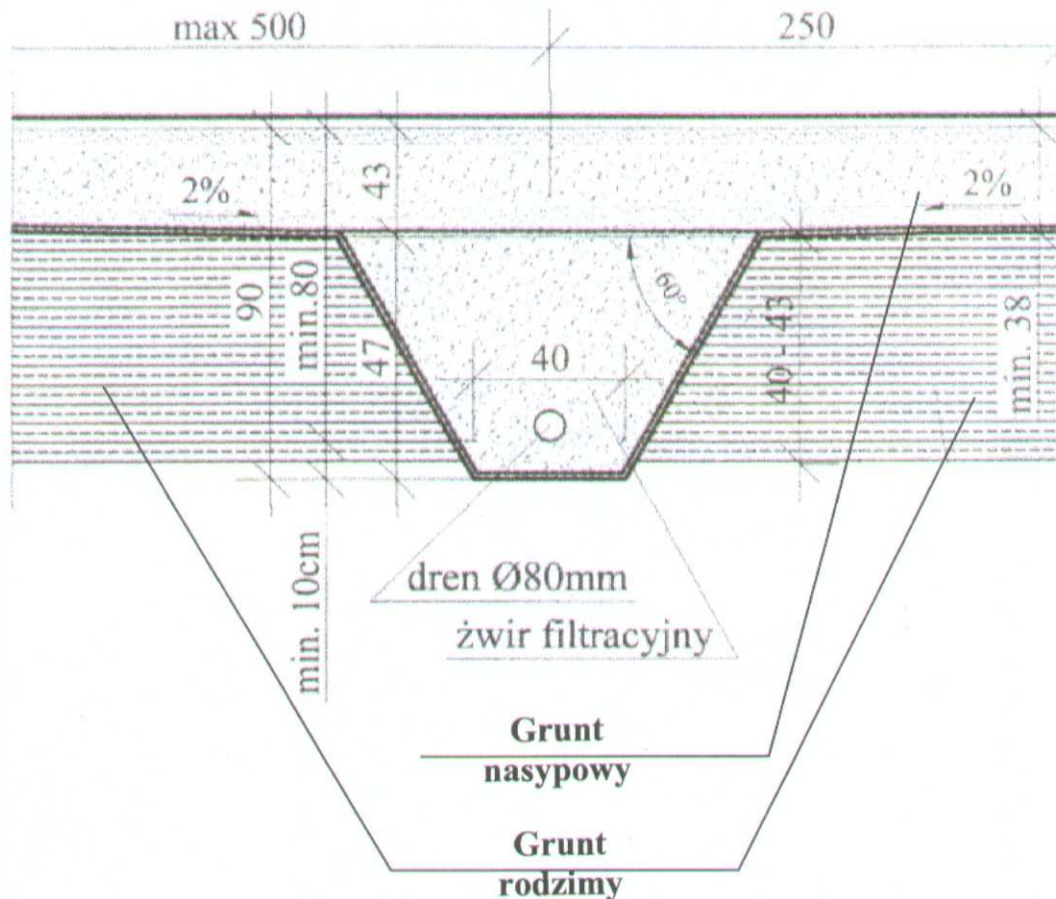 max 500
250
2%
43
2%
90
min.80
47
60°
40
40 - 43
min. 38
min. 10cm
dren Ø80mm
żwir filtracyjny
Grunt
nasypowy
Grunt
rodzimy